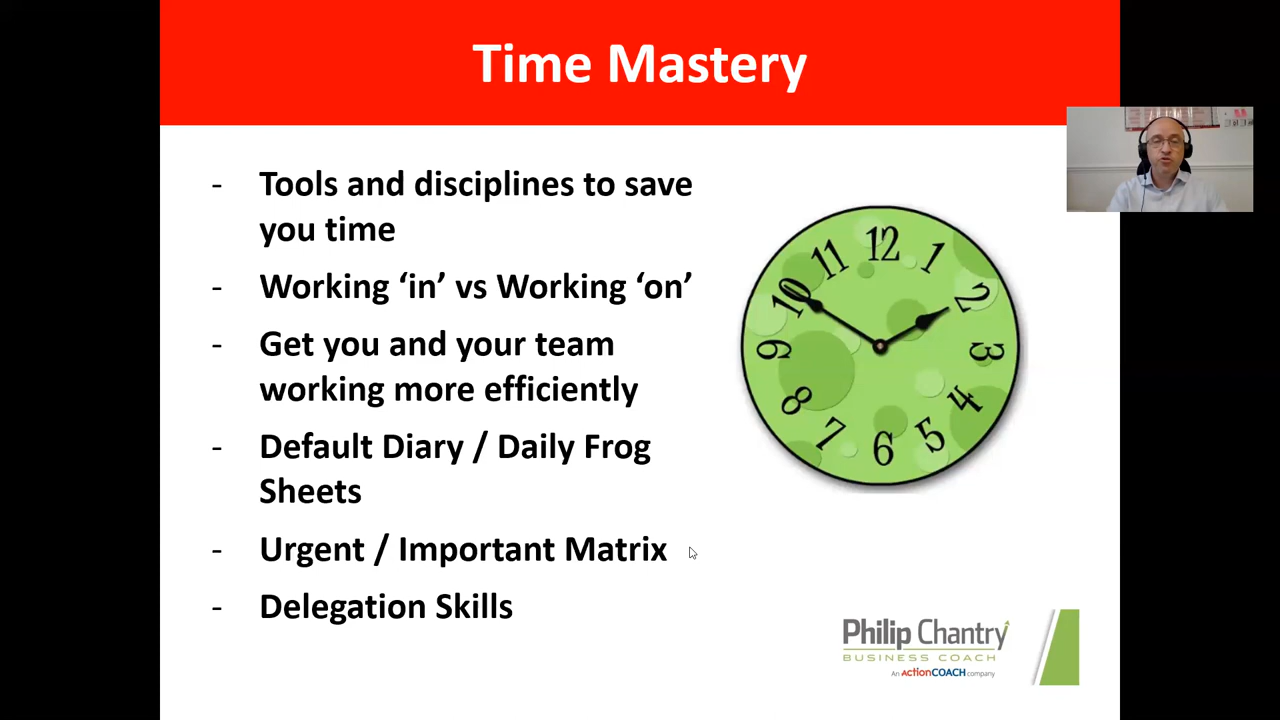 Time Mastery
- Tools and disciplines to save
you time
- Working ‘in’ vs Working ‘on’
- Get you and your team
working more efficiently
- Default Diary / Daily Frog
Sheets
- Urgent / Important Matrix
- Delegation Skills
12
1
2
3
4
5
6
7
8
9
10
11
Philip Chantry
BUSINESS COACH
An ActionCOACH company